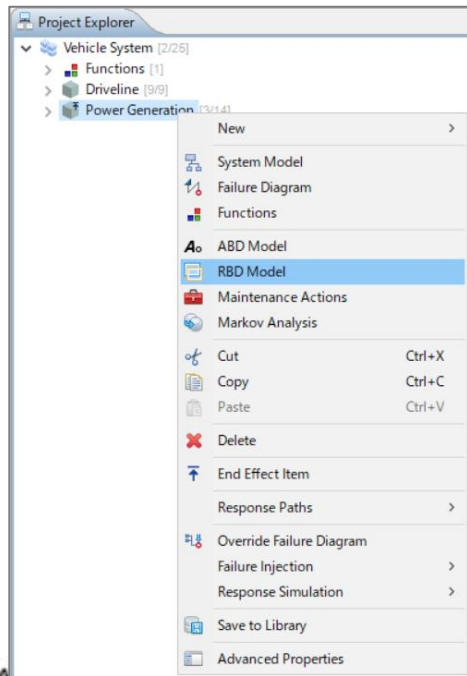 Project Explorer
Vehicle System [2/25]
Functions [1]
Driveline [9/9]
Power Generation [3/14]
New
System Model
Failure Diagram
Functions
Ao ABD Model
RBD Model
Maintenance Actions
Markov Analysis
Cut Ctrl+X
Copy Ctrl+C
Paste Ctrl+V
Delete
End Effect Item
Response Paths
Override Failure Diagram
Failure Injection
Response Simulation
Save to Library
Advanced Properties